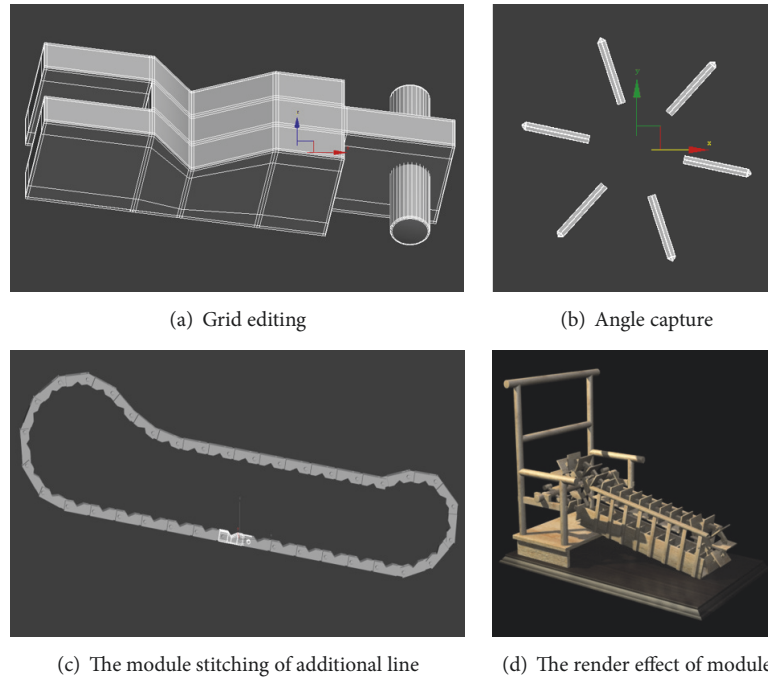 (a) Grid editing
(b) Angle capture
(c) The module stitching of additional line
(d) The render effect of module
Y
x